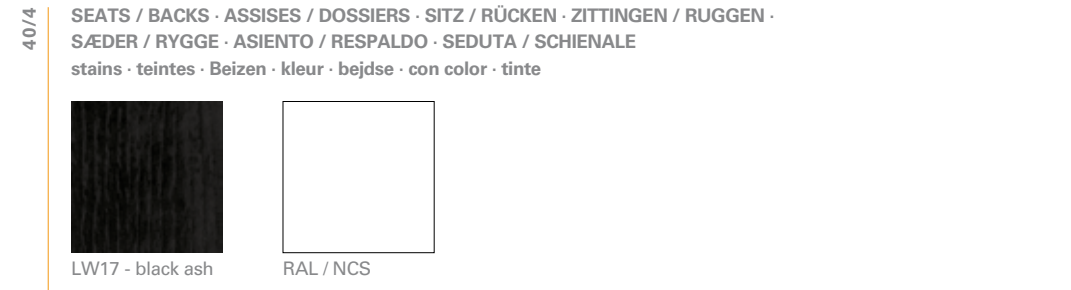 40/4
SEATS / BACKS · ASSISES / DOSSIERS · SITZ / RÜCKEN · ZITTINGEN / RUGGEN ·
SÆDER / RYGGE · ASIENTO / RESPALDO · SEDUTA / SCHIENALE
stains · teintes · Beizen · kleur · bejdse · con color · tinte
LW17 - black ash
RAL / NCS